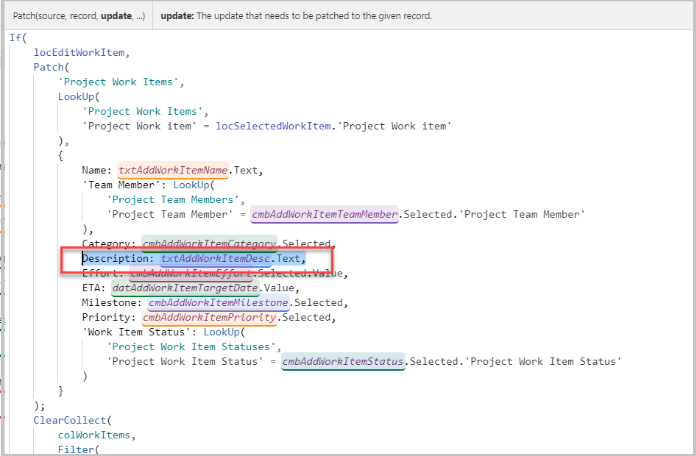 Patch(source, record, update, ...) update: The update that needs to be patched to the given record.
If(
locEditWorkItem,
Patch(
'Project Work Items',
LookUp(
'Project Work Items',
'Project Work item' = locSelectedWorkItem.'Project Work item'
),
{
Name: txtAddWorkItemName.Text,
'Team Member': LookUp(
'Project Team Members',
'Project Team Member' = cmbAddWorkItemTeamMember.Selected.'Project Team Member'
),
Category: cmbAddWorkItemCategory.Selected,
Description: txtAddWorkItemDesc.Text,
Effort: cmbAddWorkItemEffort.Selected.Value,
ETA: datAddWorkItemTargetDate.Value,
Milestone: cmbAddWorkItemMilestone.Selected,
Priority: cmbAddWorkItemPriority.Selected,
'Work Item Status': LookUp(
'Project Work Item Statuses',
'Project Work Item Status' = cmbAddWorkItemStatus.Selected.'Project Work Item Status'
)
}
);
ClearCollect(
colWorkItems,
Filter(